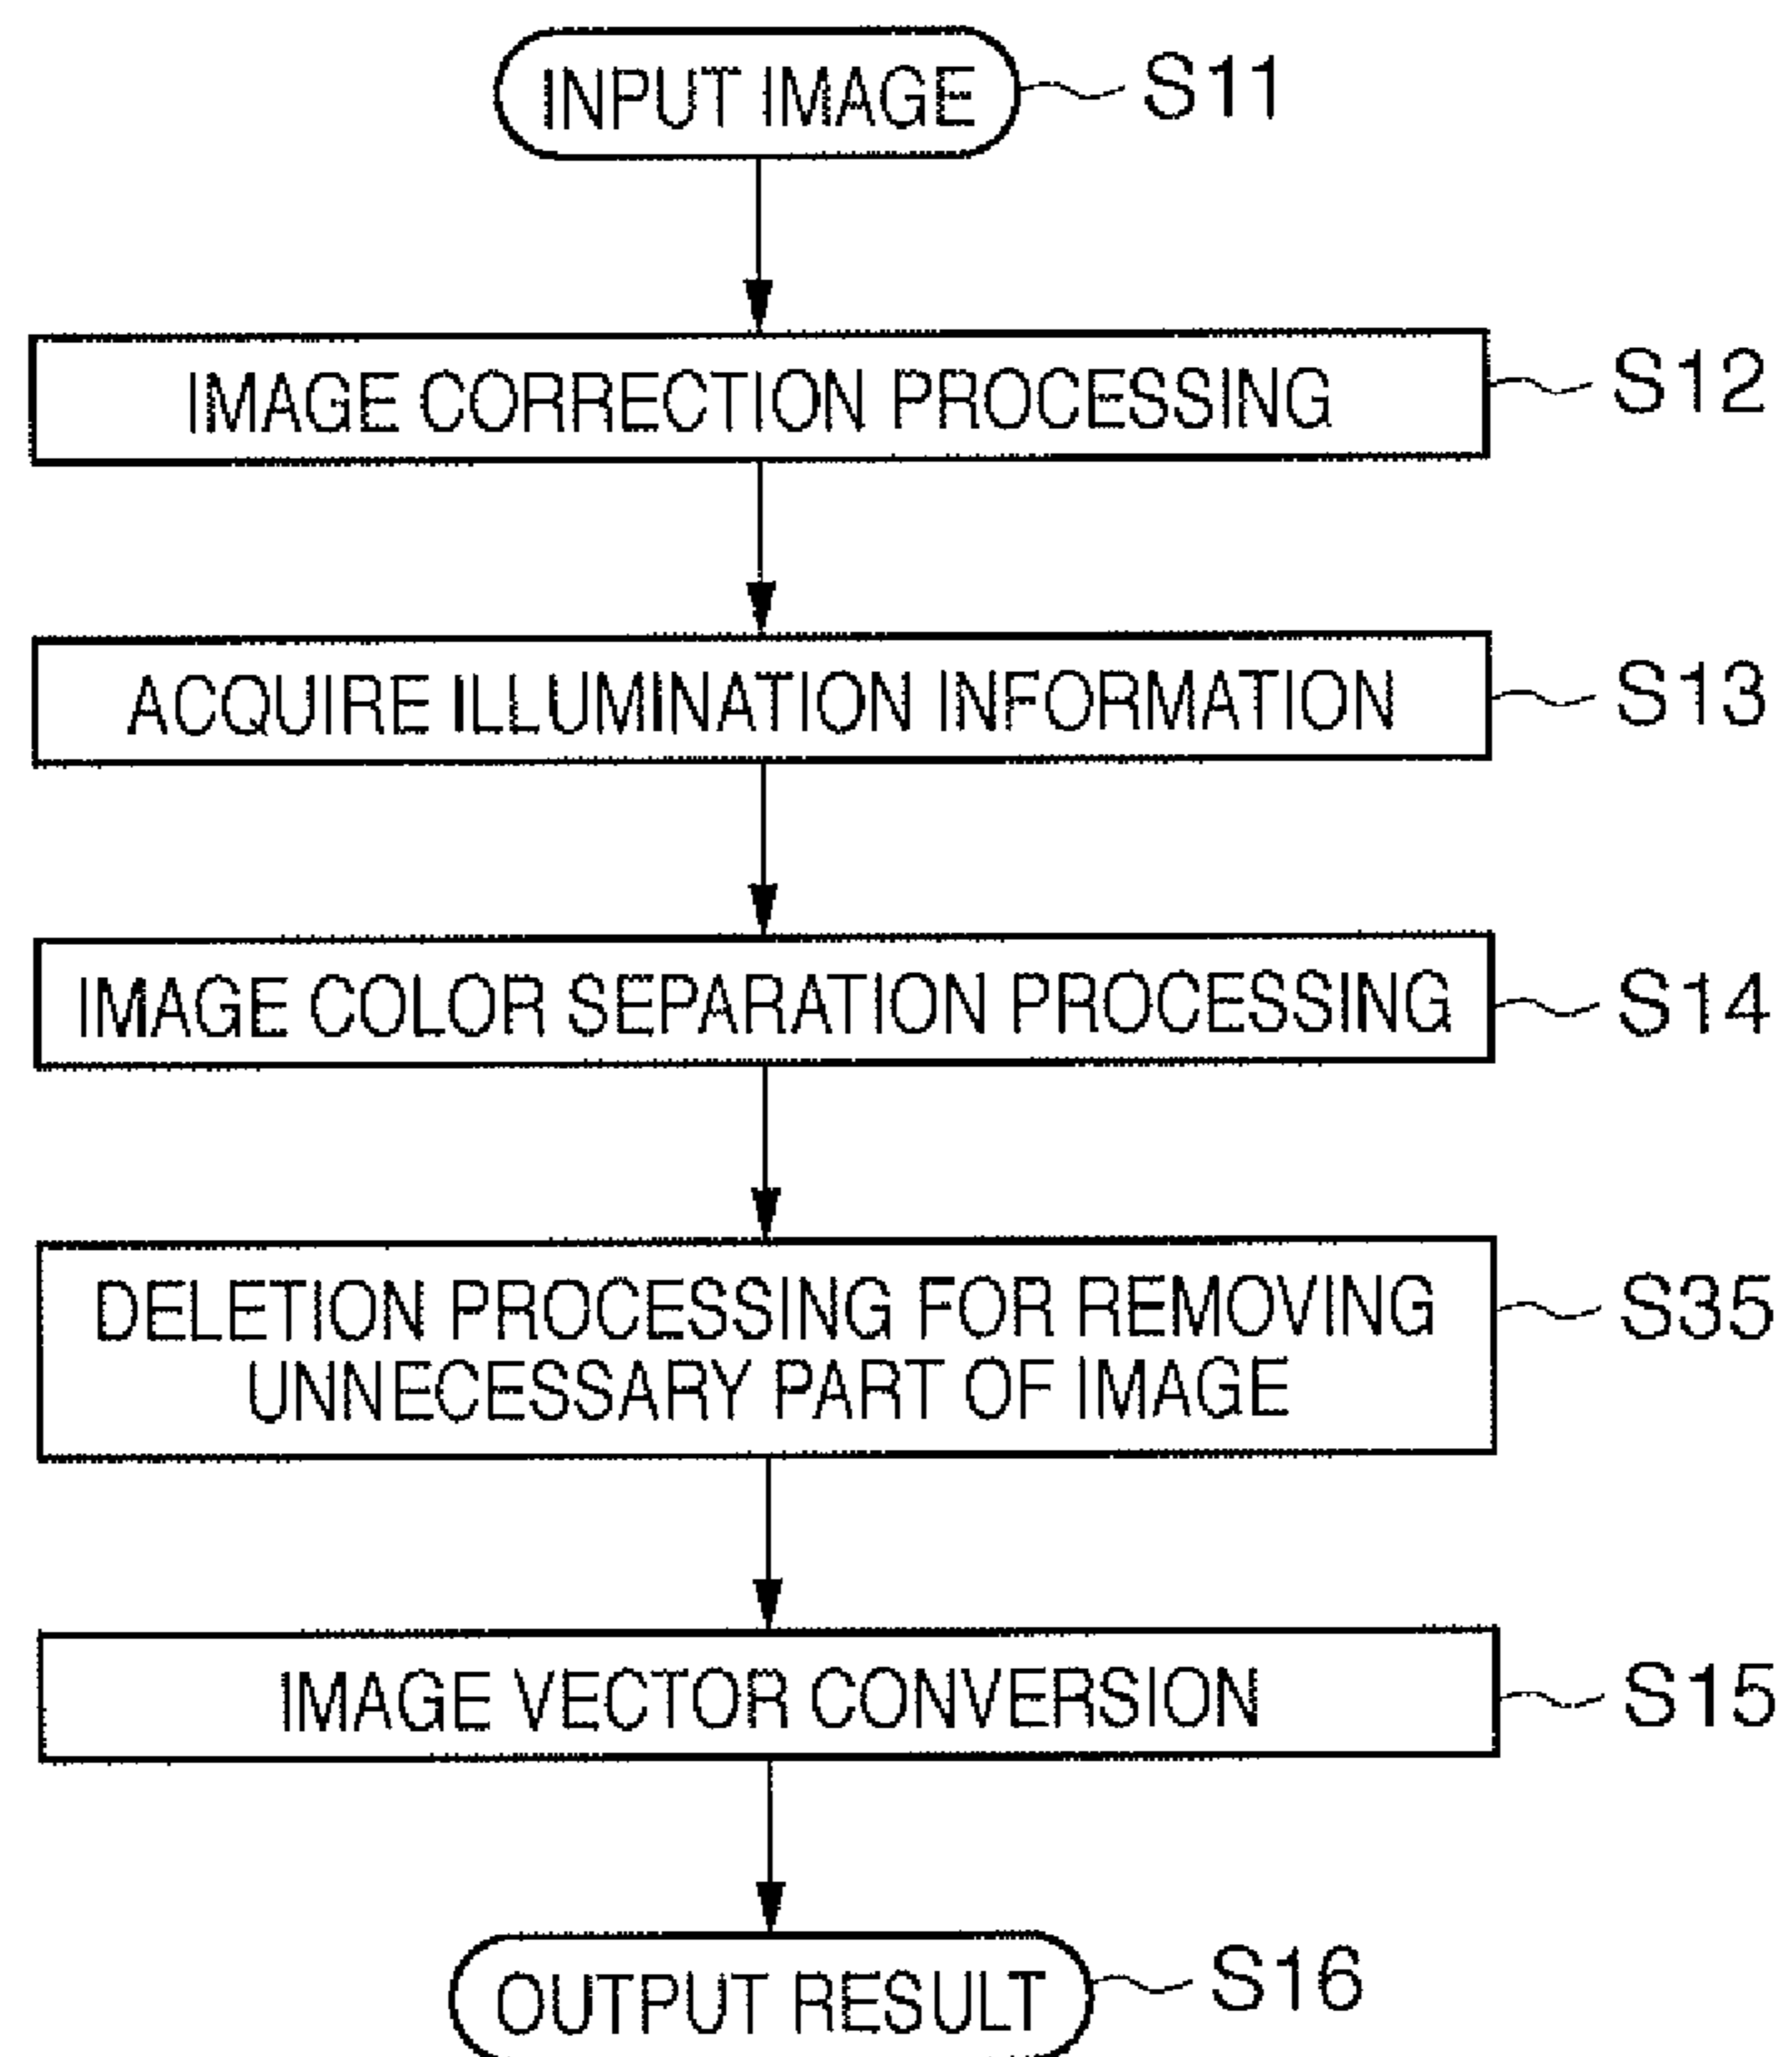 INPUT IMAGE S11
IMAGE CORRECTION PROCESSING S12
ACQUIRE ILLUMINATION INFORMATION S13
IMAGE COLOR SEPARATION PROCESSING S14
DELETION PROCESSING FOR REMOVING S35
UNNECESSARY PART OF IMAGE
IMAGE VECTOR CONVERSION S15
OUTPUT RESULT S16